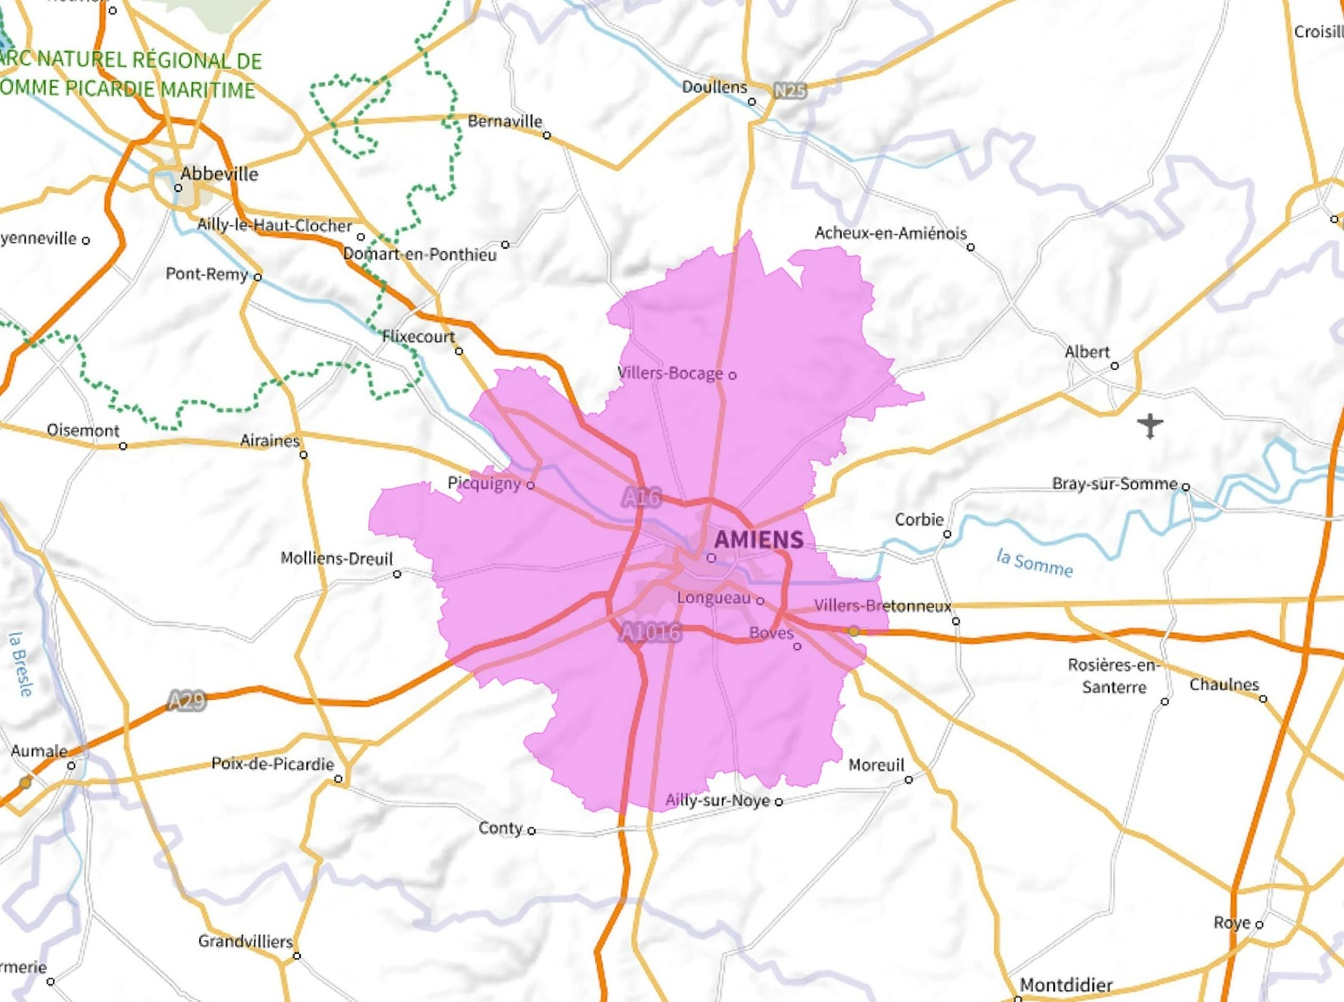 PARC NATUREL RÉGIONAL DE
SOMME PICARDIE MARITIME
Croisill
Doullens
N25
Bernaville
Abbeville
Ailly-le-Haut-Clocher
yenneville
Domart-en-Ponthieu
Acheux-en-Amiénois
Pont-Remy
Flixecourt
Albert
Villers-Bocage
Oisemont
Airaines
Picquigny
Bray-sur-Somme
A16
Corbie
AMIENS
la Somme
Molliens-Dreuil
Longueau
Villers-Bretonneux
A1016
Boves
la Bresle
Rosières-en-
Santerre
Chaulnes
A29
Aumale
Poix-de-Picardie
Moreuil
Ailly-sur-Noye
Conty
Roye
Grandvilliers
rmerie
Montdidier